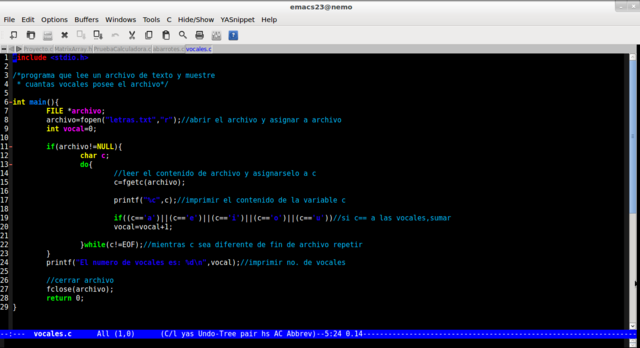 emacs23@nemo
File Edit Options Buffers Windows Tools C Hide/Show YASnippet Help
Proyecto.c MatrixArray.h PruebaCalculadora.c abarrotes.c vocales.c
1 #include <stdio.h>
2
3 /*programa que lee un archivo de texto y muestre
4 * cuantas vocales posee el archivo*/
5
6 int main(){
7 FILE *archivo;
8 archivo=fopen("letras.txt","r");//abrir el archivo y asignar a archivo
9 int vocal=0;
10
11 if(archivo!=NULL){
12 char c;
13 do{
14 //leer el contenido de archivo y asignarselo a c
15 c=fgetc(archivo);
16
17 printf("%c",c);//imprimir el contenido de la variable c
18
19 if((c=='a')||(c=='e')||(c=='i')||(c=='o')||(c=='u'))//si c== a las vocales,sumar
20 vocal=vocal+1;
21
22 }while(c!=EOF);//mientras c sea diferente de fin de archivo repetir
23 }
24 printf("El numero de vocales es: %d\n",vocal);//imprimir no. de vocales
25
26 //cerrar archivo
27 fclose(archivo);
28 return 0;
29 }
--:--- vocales.c All (1,0) (C/l yas Undo-Tree pair hs AC Abbrev)--5:24 0.14